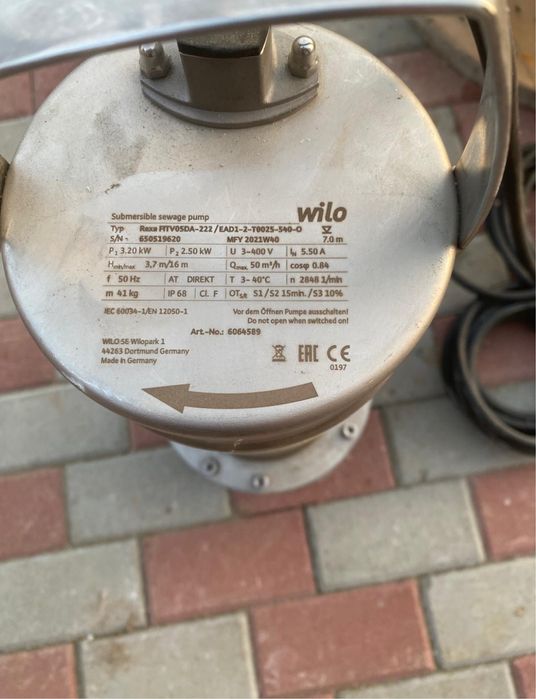 wilo
Submersible sewage pump
Typ Rexa FITV05DA-222/EAD1-2-T0025-540-O
S/N 650519620 MFY 2021W40 7.0 m
P1 3.20 kW P2 2.50 kW U 3~400 V IN 5.50 A
Hmin/max 3,7 m/16 m Qmax. 50 m³/h cosφ 0.84
f 50 Hz AT DIREKT T 3-40°C n 2848 1/min
m 41 kg IP 68 Cl. F OTS/E S1/S2 15min./S3 10%
IEC 60034-1/EN 12050-1
Vor dem Öffnen Pumpe ausschalten!
Do not open when switched on!
Art.-No.: 6064589
WILO SE Wilopark 1
44263 Dortmund Germany
Made in Germany
EAC CE
0197